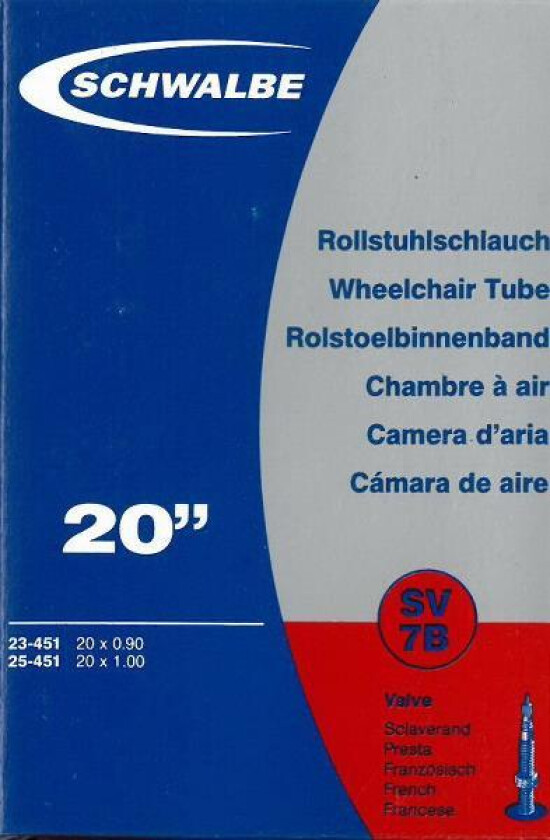 SCHWALBE
Rollstuhlschlauch
Wheelchair Tube
Rolstoelbinnenband
Chambre à air
Camera d'aria
Cámara de aire
20”
23-451 20 x 0.90
25-451 20 x 1.00
SV
7B
Valve
Sclaverand
Presta
Französisch
French
Francese